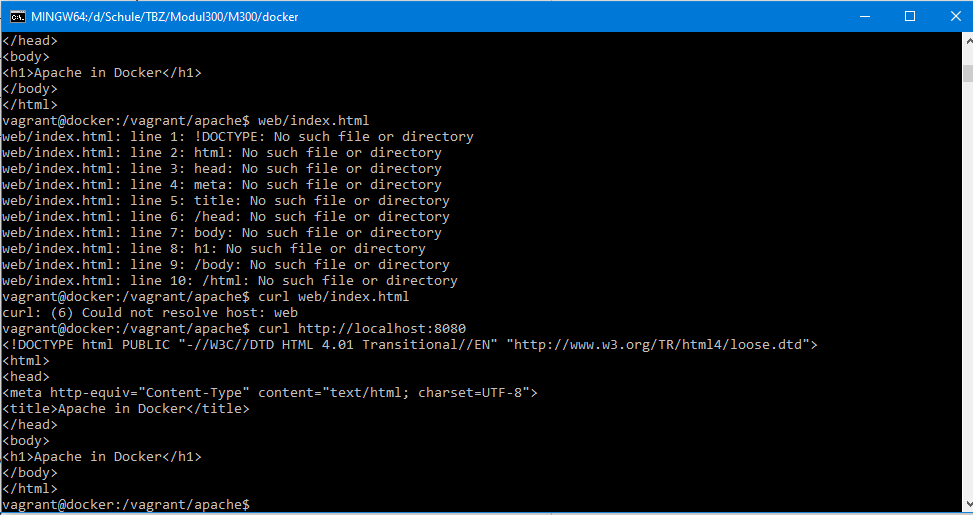 MINGW64:/d/Schule/TBZ/Modul300/M300/docker
</head>
<body>
<h1>Apache in Docker</h1>
</body>
</html>
vagrant@docker:/vagrant/apache$ web/index.html
web/index.html: line 1: !DOCTYPE: No such file or directory
web/index.html: line 2: html: No such file or directory
web/index.html: line 3: head: No such file or directory
web/index.html: line 4: meta: No such file or directory
web/index.html: line 5: title: No such file or directory
web/index.html: line 6: /head: No such file or directory
web/index.html: line 7: body: No such file or directory
web/index.html: line 8: h1: No such file or directory
web/index.html: line 9: /body: No such file or directory
web/index.html: line 10: /html: No such file or directory
vagrant@docker:/vagrant/apache$ curl web/index.html
curl: (6) Could not resolve host: web
vagrant@docker:/vagrant/apache$ curl http://localhost:8080
<!DOCTYPE html PUBLIC "-//W3C//DTD HTML 4.01 Transitional//EN" "http://www.w3.org/TR/html4/loose.dtd">
<html>
<head>
<meta http-equiv="Content-Type" content="text/html; charset=UTF-8">
<title>Apache in Docker</title>
</head>
<body>
<h1>Apache in Docker</h1>
</body>
</html>
vagrant@docker:/vagrant/apache$